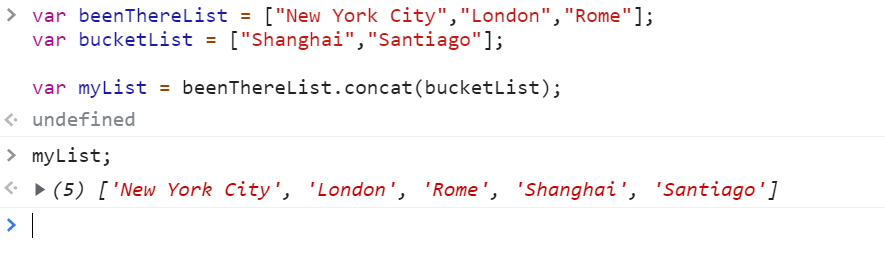 > var beenThereList = ["New York City","London","Rome"];
var bucketList = ["Shanghai","Santiago"];
var myList = beenThereList.concat(bucketList);
undefined
> myList;
(5) ['New York City', 'London', 'Rome', 'Shanghai', 'Santiago']
>